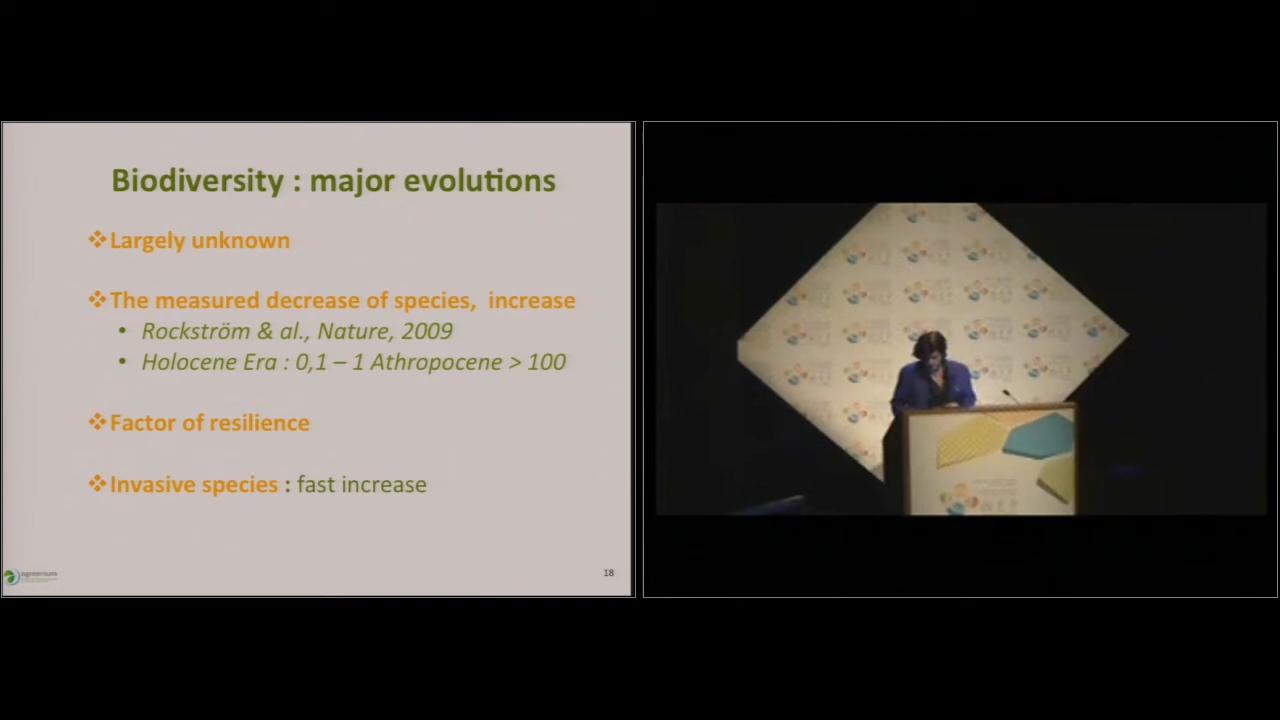 Biodiversity : major evolutions
❖Largely unknown
❖The measured decrease of species, increase
• Rockström & al., Nature, 2009
• Holocene Era : 0,1 – 1 Athropocene > 100
❖Factor of resilience
❖Invasive species : fast increase
agreenium
18